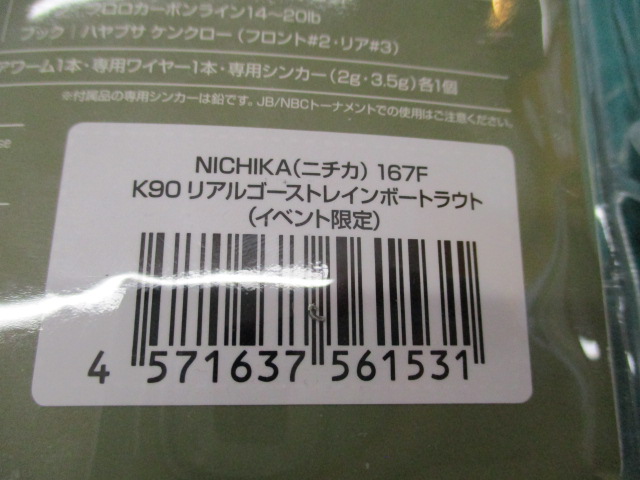 ロロカーボンライン14〜20lb
フック｜ハヤブサ ケンクロー（フロント#2・リア#3）
アワーム1本・専用ワイヤー1本・専用シンカー（2g・3.5g）各1個
※付属品の専用シンカーは鉛です。JB/NBCトーナメントでの使用はご注意ください。
NICHIKA（ニチカ） 167F
K90 リアルゴーストレインボートラウト
（イベント限定）
4 571637 561531